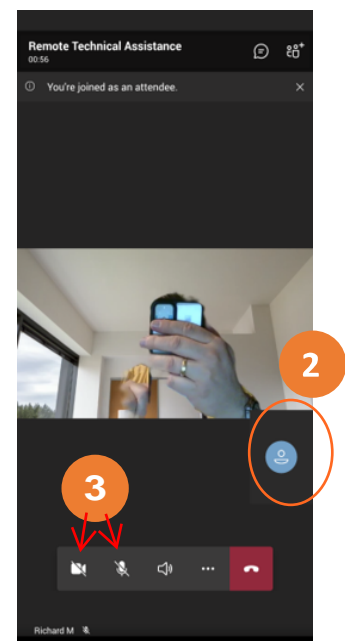 Remote Technical Assistance
00:56
You're joined as an attendee.
2
3
Richard M